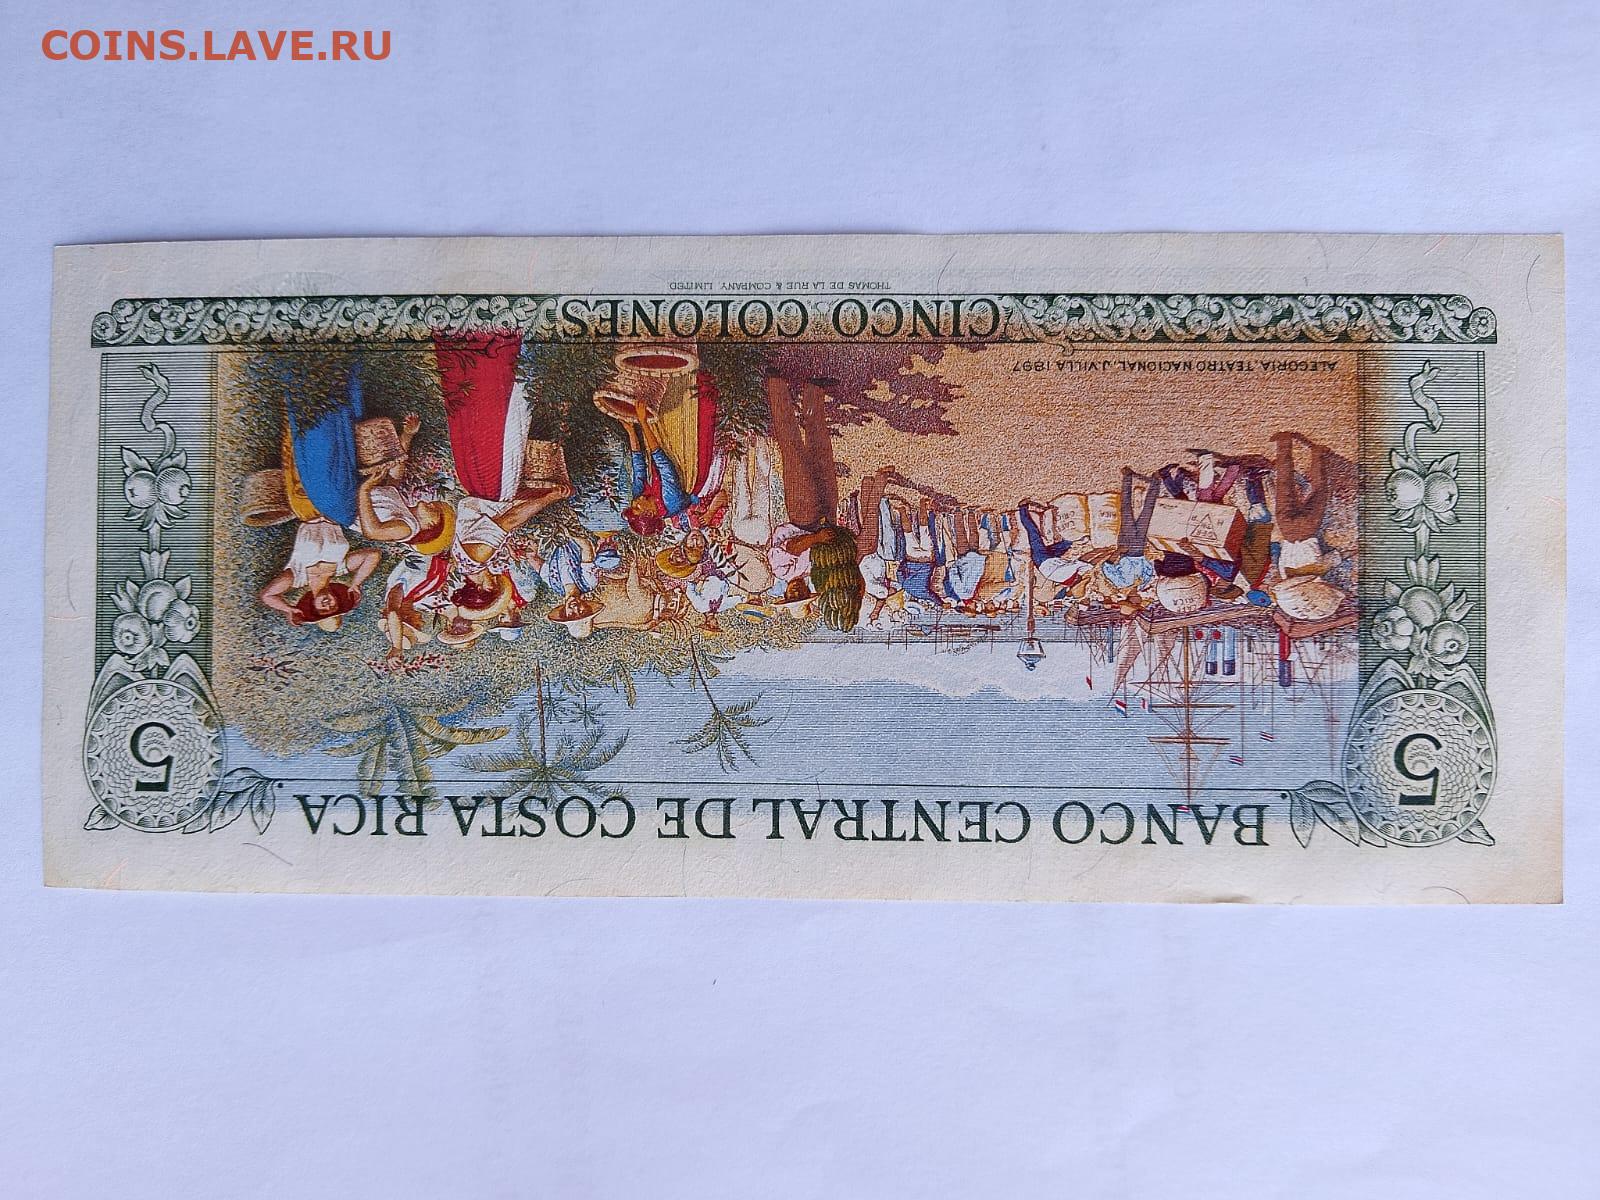 COINS.LAVE.RU
BANCO CENTRAL DE COSTA RICA
5
5
ALEGORIA, TEATRO NACIONAL, J. VILLA 1897
CINCO COLONES
THOMAS DE LA RUE & COMPANY, LIMITED